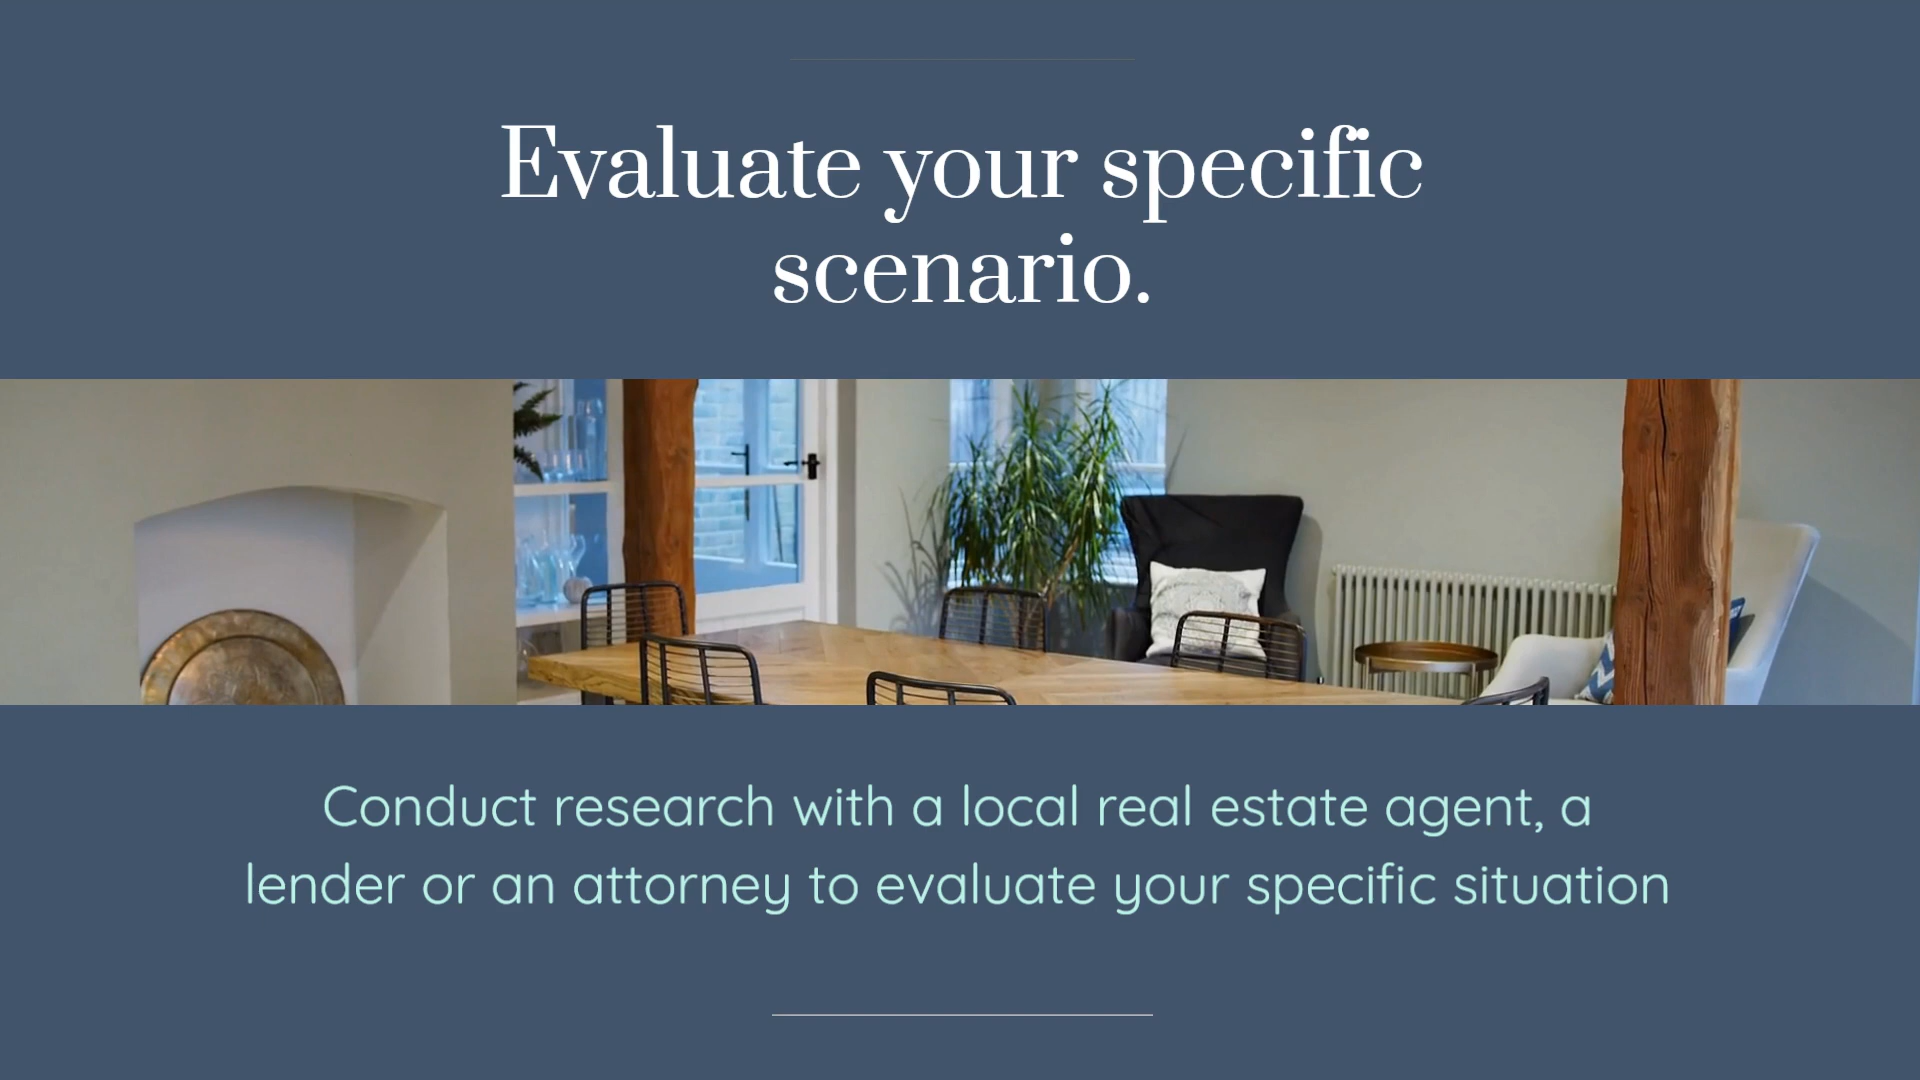 Evaluate your specific
scenario.
Conduct research with a local real estate agent, a
lender or an attorney to evaluate your specific situation